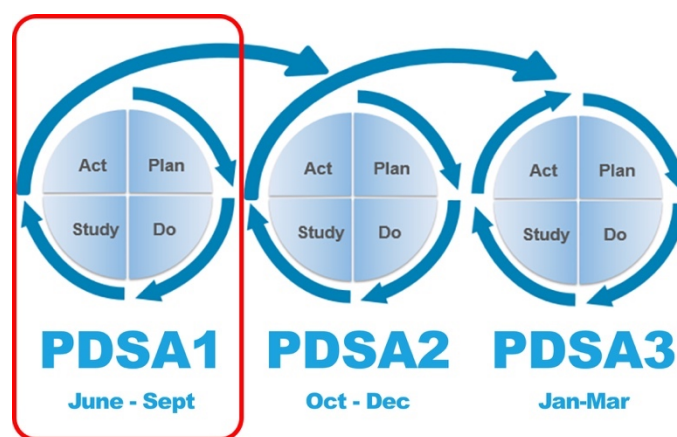 Act Plan
Study Do
PDSA1
June - Sept
Act Plan
Study Do
PDSA2
Oct - Dec
Act Plan
Study Do
PDSA3
Jan-Mar